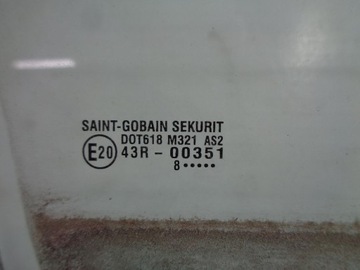 SAINT-GOBAIN SEKURIT
DOT618 M321 AS2
E20 43R - 00351
8•••••